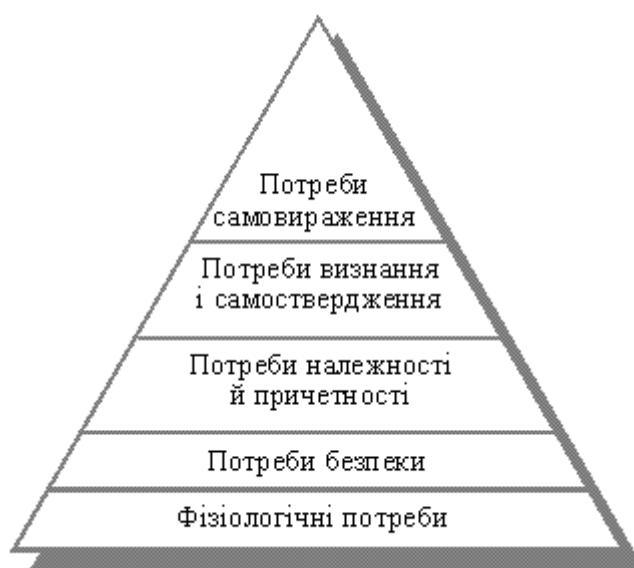 Потреби
самовираження
Потреби визнання
і самоствердження
Потреби належності
й причетності
Потреби безпеки
Фізіологічні потреби